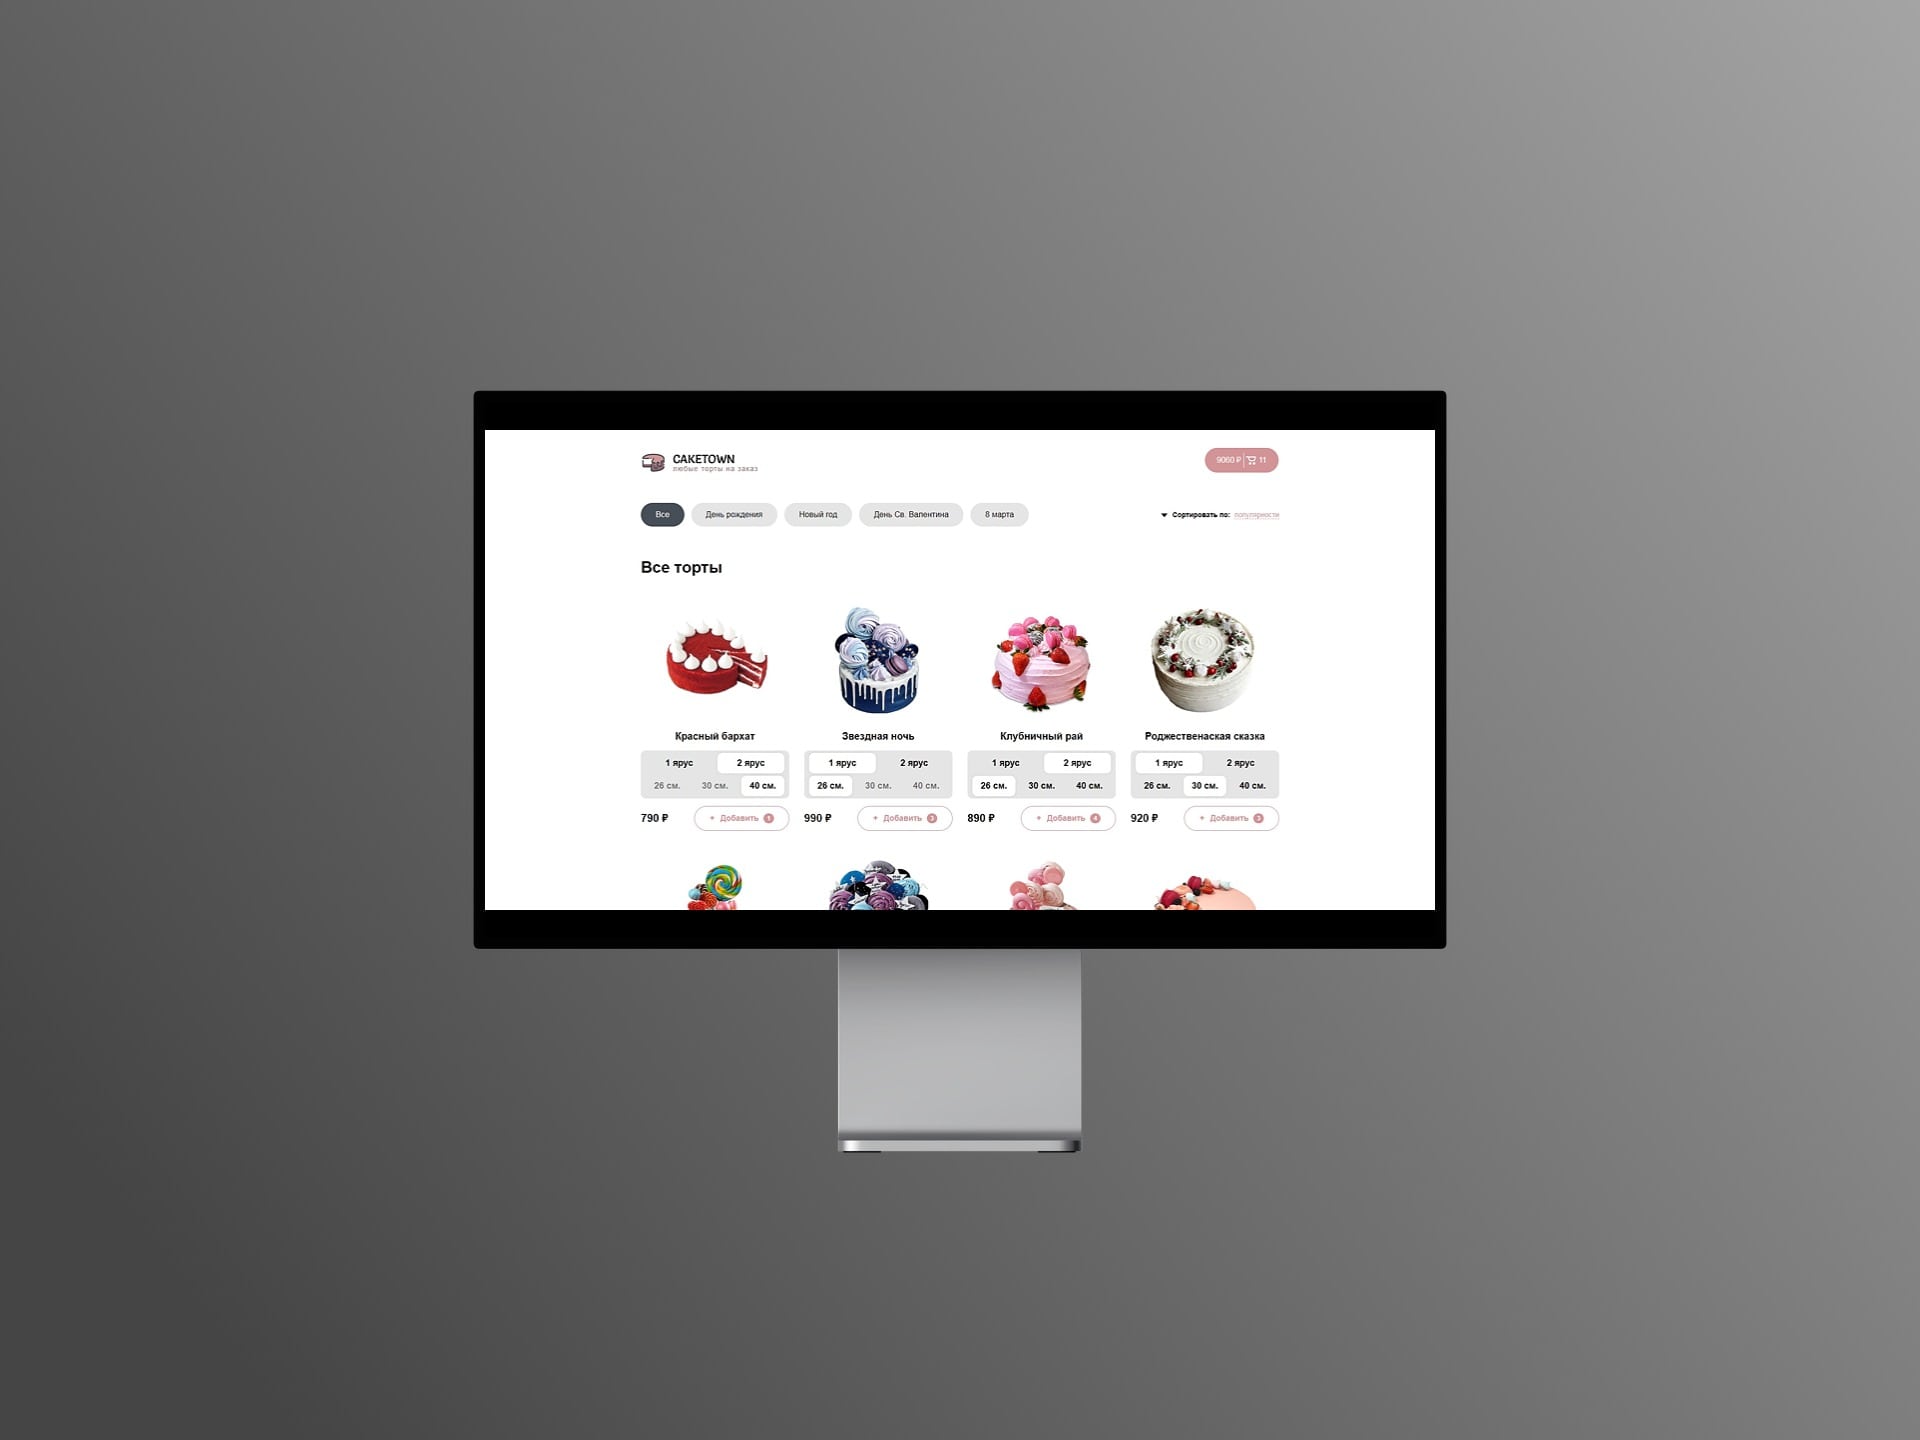 CAKETOWN
любые торты на заказ
9060 ₽ 11
Все День рождения Новый год День Св. Валентина 8 марта Сортировать по: популярности
Все торты
Красный бархат Звездная ночь Клубничный рай Роджественаская сказка
1 ярус 2 ярус 1 ярус 2 ярус 1 ярус 2 ярус 1 ярус 2 ярус
26 см. 30 см. 40 см. 26 см. 30 см. 40 см. 26 см. 30 см. 40 см. 26 см. 30 см. 40 см.
790 ₽ + Добавить 1 990 ₽ + Добавить 3 890 ₽ + Добавить 4 920 ₽ + Добавить 3